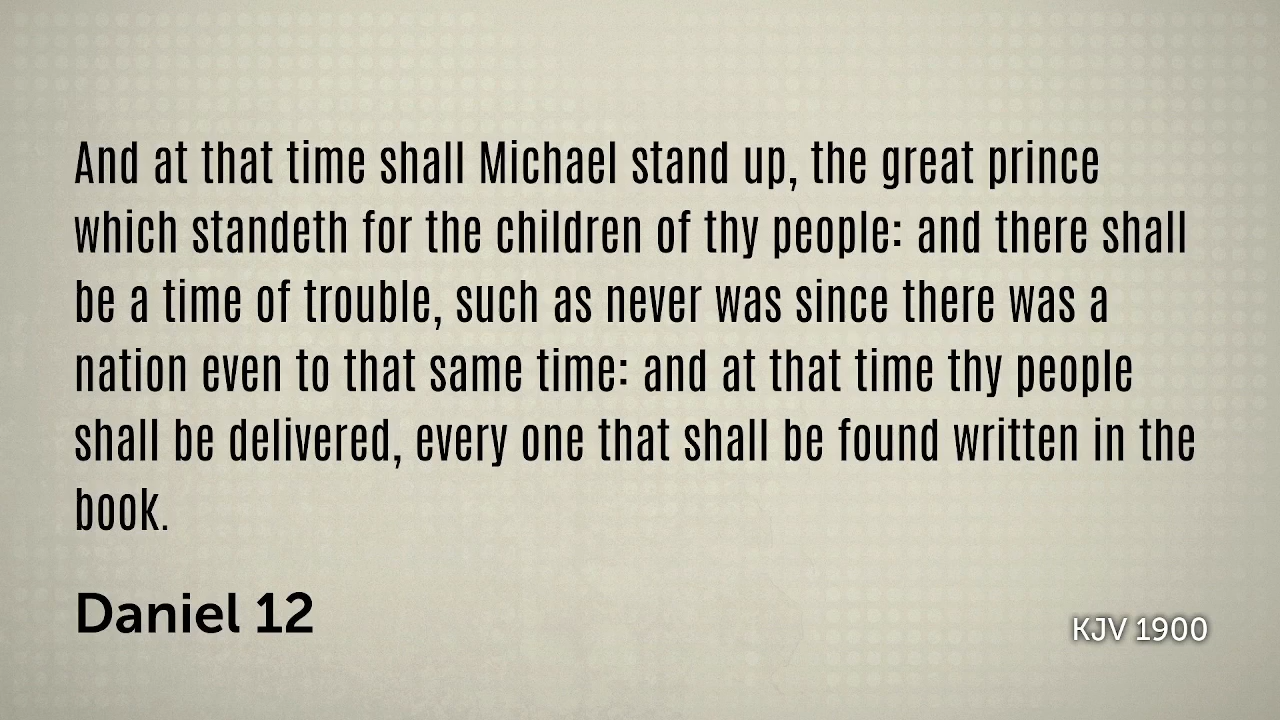 And at that time shall Michael stand up, the great prince
which standeth for the children of thy people: and there shall
be a time of trouble, such as never was since there was a
nation even to that same time: and at that time thy people
shall be delivered, every one that shall be found written in the
book.
Daniel 12
KJV 1900